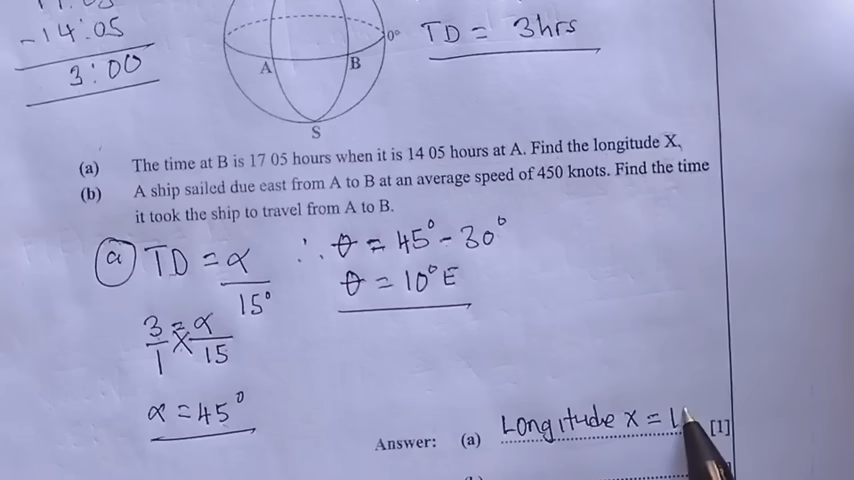 -14:05
3:00
TD = 3hrs
0°
A
B
S
(a) The time at B is 17 05 hours when it is 14 05 hours at A. Find the longitude X,
(b) A ship sailed due east from A to B at an average speed of 450 knots. Find the time
it took the ship to travel from A to B.
(a) TD = α/15°
3/1 = α/15
α = 45°
∴ θ = 45° - 30°
θ = 10°E
Answer: (a) Longitude x = 1 [1]